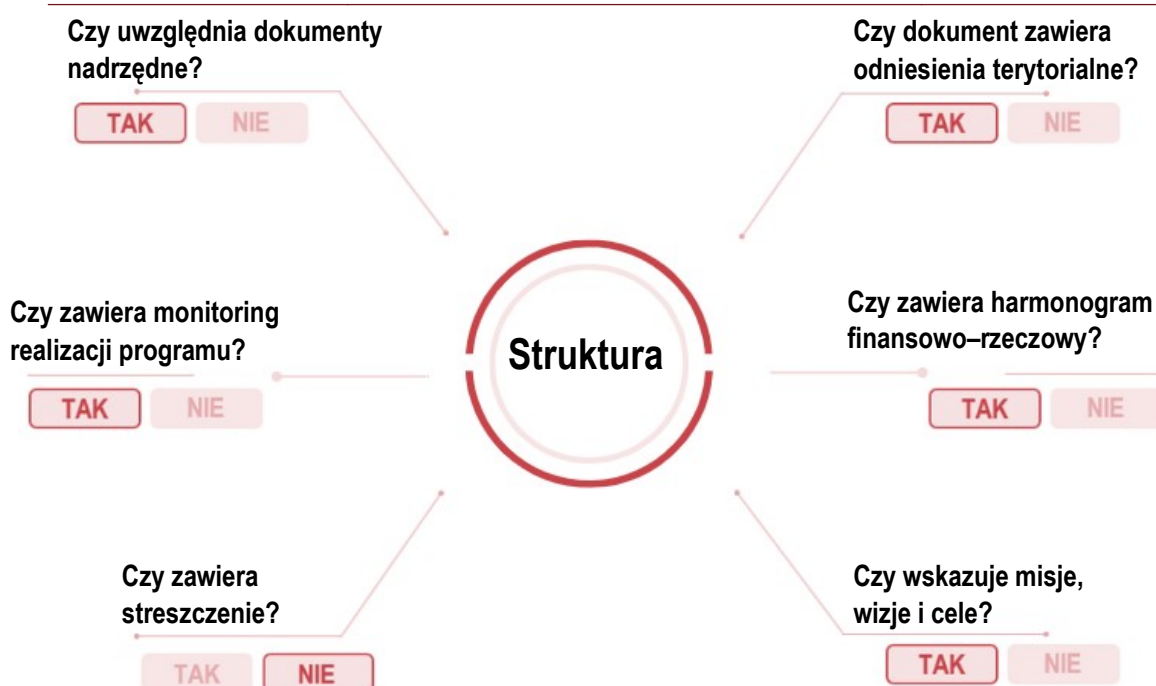 Czy uwzględnia dokumenty
nadrzędne?
TAK NIE
Czy dokument zawiera
odniesienia terytorialne?
TAK NIE
Czy zawiera monitoring
realizacji programu?
TAK NIE
Struktura
Czy zawiera harmonogram
finansowo–rzeczowy?
TAK NIE
Czy zawiera
streszczenie?
TAK NIE
Czy wskazuje misje,
wizje i cele?
TAK NIE